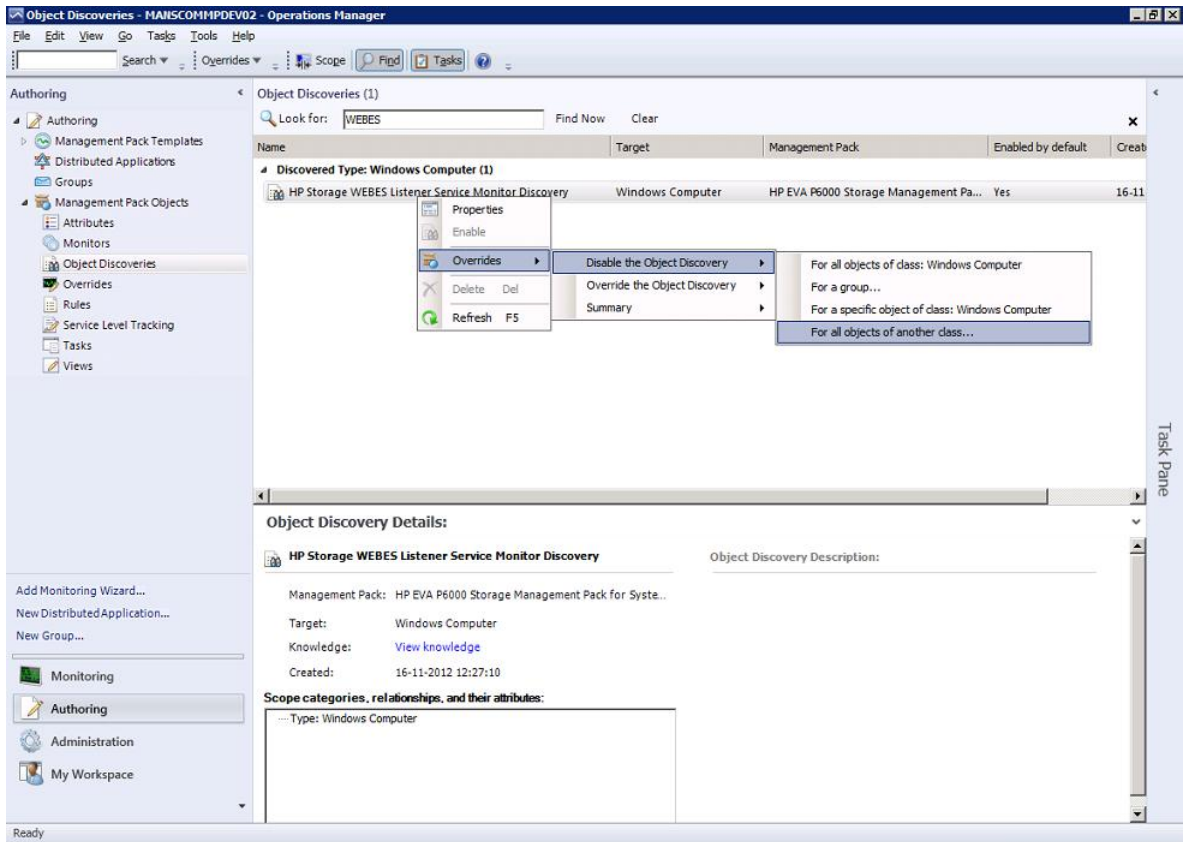 Object Discoveries - MANSCOMMPDEV02 - Operations Manager
File Edit View Go Tasks Tools Help
Search Overrides Scope Find Tasks
Authoring
Authoring
Management Pack Templates
Distributed Applications
Groups
Management Pack Objects
Attributes
Monitors
Object Discoveries
Overrides
Rules
Service Level Tracking
Tasks
Views
Add Monitoring Wizard...
New Distributed Application...
New Group...
Monitoring
Authoring
Administration
My Workspace
Object Discoveries (1)
Look for: WEBES Find Now Clear x
Name Target Management Pack Enabled by default Creat
Discovered Type: Windows Computer (1)
HP Storage WEBES Listener Service Monitor Discovery Windows Computer HP EVA P6000 Storage Management Pa... Yes 16-11
Properties
Enable
Overrides
Delete Del
Refresh F5
Disable the Object Discovery
Override the Object Discovery
Summary
For all objects of class: Windows Computer
For a group...
For a specific object of class: Windows Computer
For all objects of another class...
Object Discovery Details:
HP Storage WEBES Listener Service Monitor Discovery Object Discovery Description:
Management Pack: HP EVA P6000 Storage Management Pack for Syste...
Target: Windows Computer
Knowledge: View knowledge
Created: 16-11-2012 12:27:10
Scope categories, relationships, and their attributes:
Type: Windows Computer
Task Pane
Ready